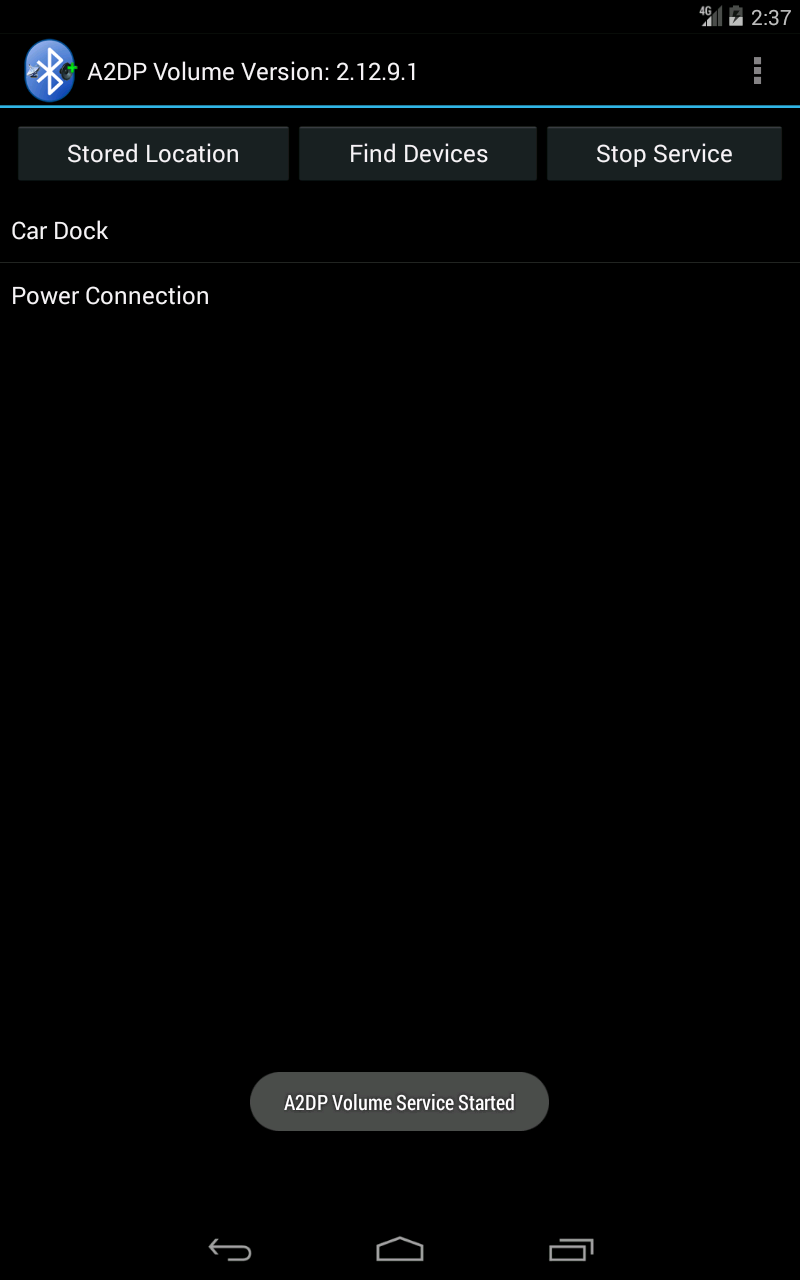 4G 2:37
A2DP Volume Version: 2.12.9.1
Stored Location Find Devices Stop Service
Car Dock
Power Connection
A2DP Volume Service Started